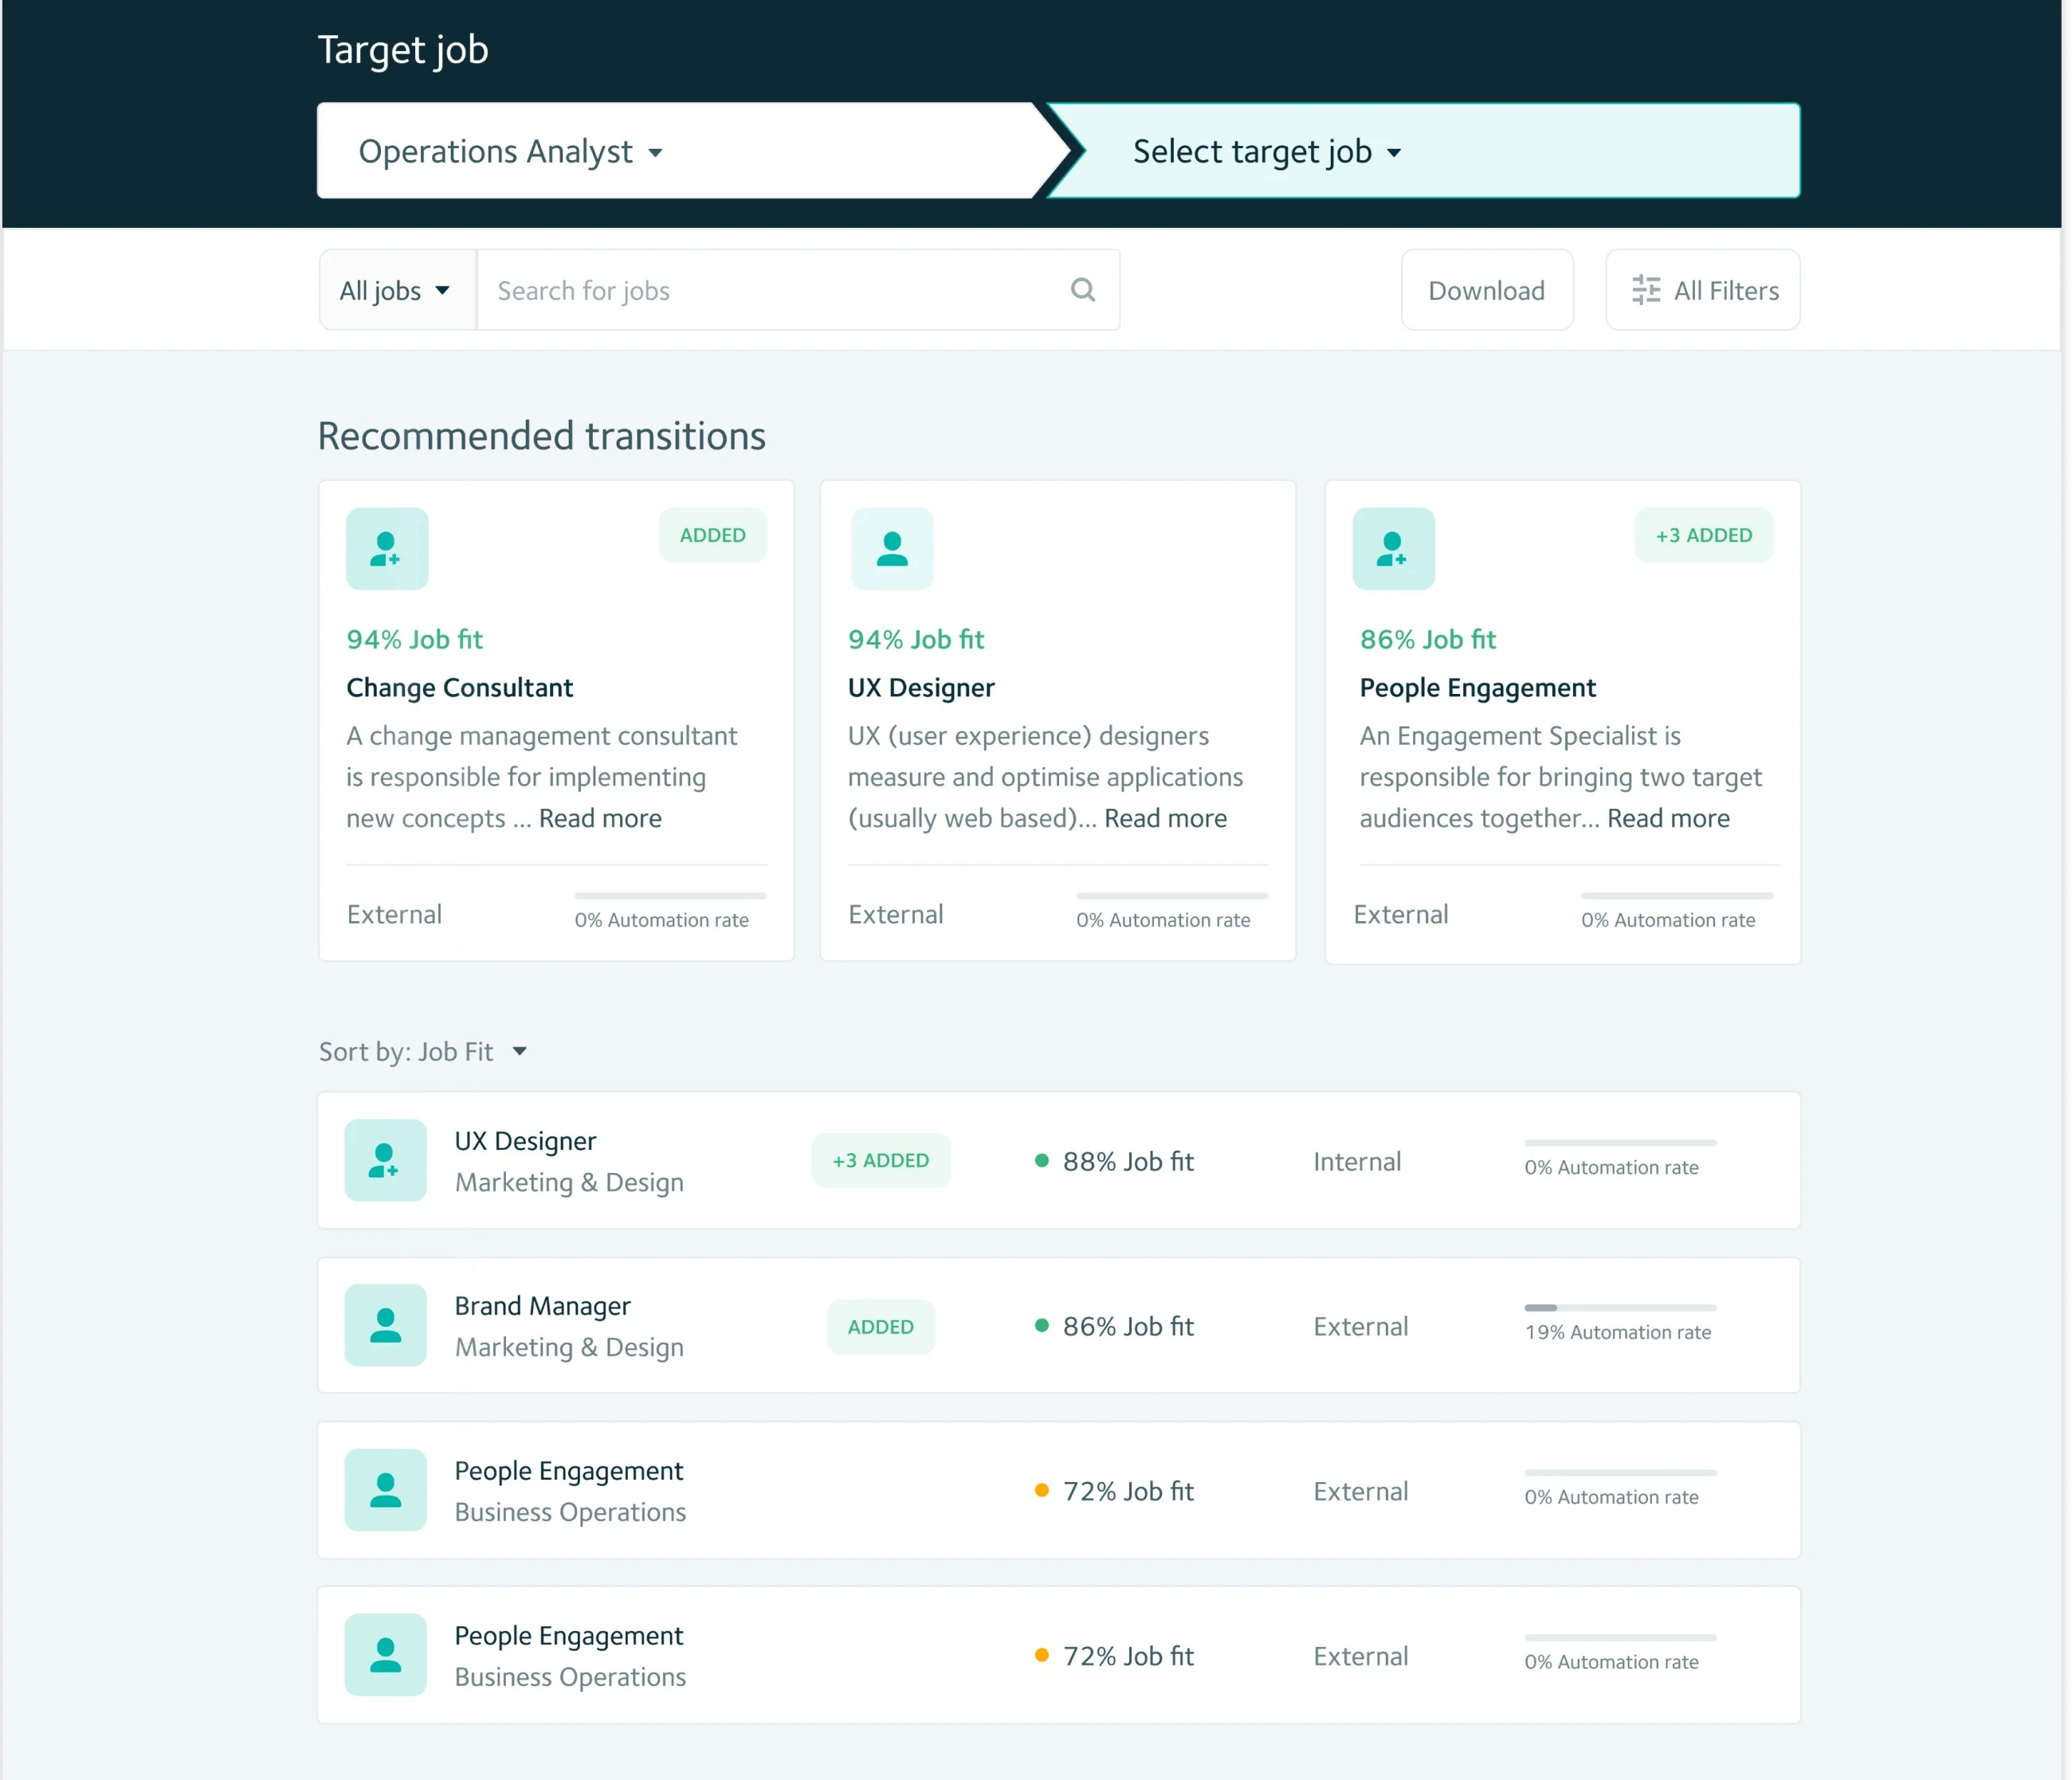 Target job
Operations Analyst
Select target job
All jobs
Search for jobs
Download
All Filters
Recommended transitions
ADDED
94% Job fit
Change Consultant
A change management consultant
is responsible for implementing
new concepts ... Read more
External
0% Automation rate
94% Job fit
UX Designer
UX (user experience) designers
measure and optimise applications
(usually web based)... Read more
External
0% Automation rate
+3 ADDED
86% Job fit
People Engagement
An Engagement Specialist is
responsible for bringing two target
audiences together... Read more
External
0% Automation rate
Sort by: Job Fit
UX Designer
Marketing & Design
+3 ADDED
88% Job fit
Internal
0% Automation rate
Brand Manager
Marketing & Design
ADDED
86% Job fit
External
19% Automation rate
People Engagement
Business Operations
72% Job fit
External
0% Automation rate
People Engagement
Business Operations
72% Job fit
External
0% Automation rate